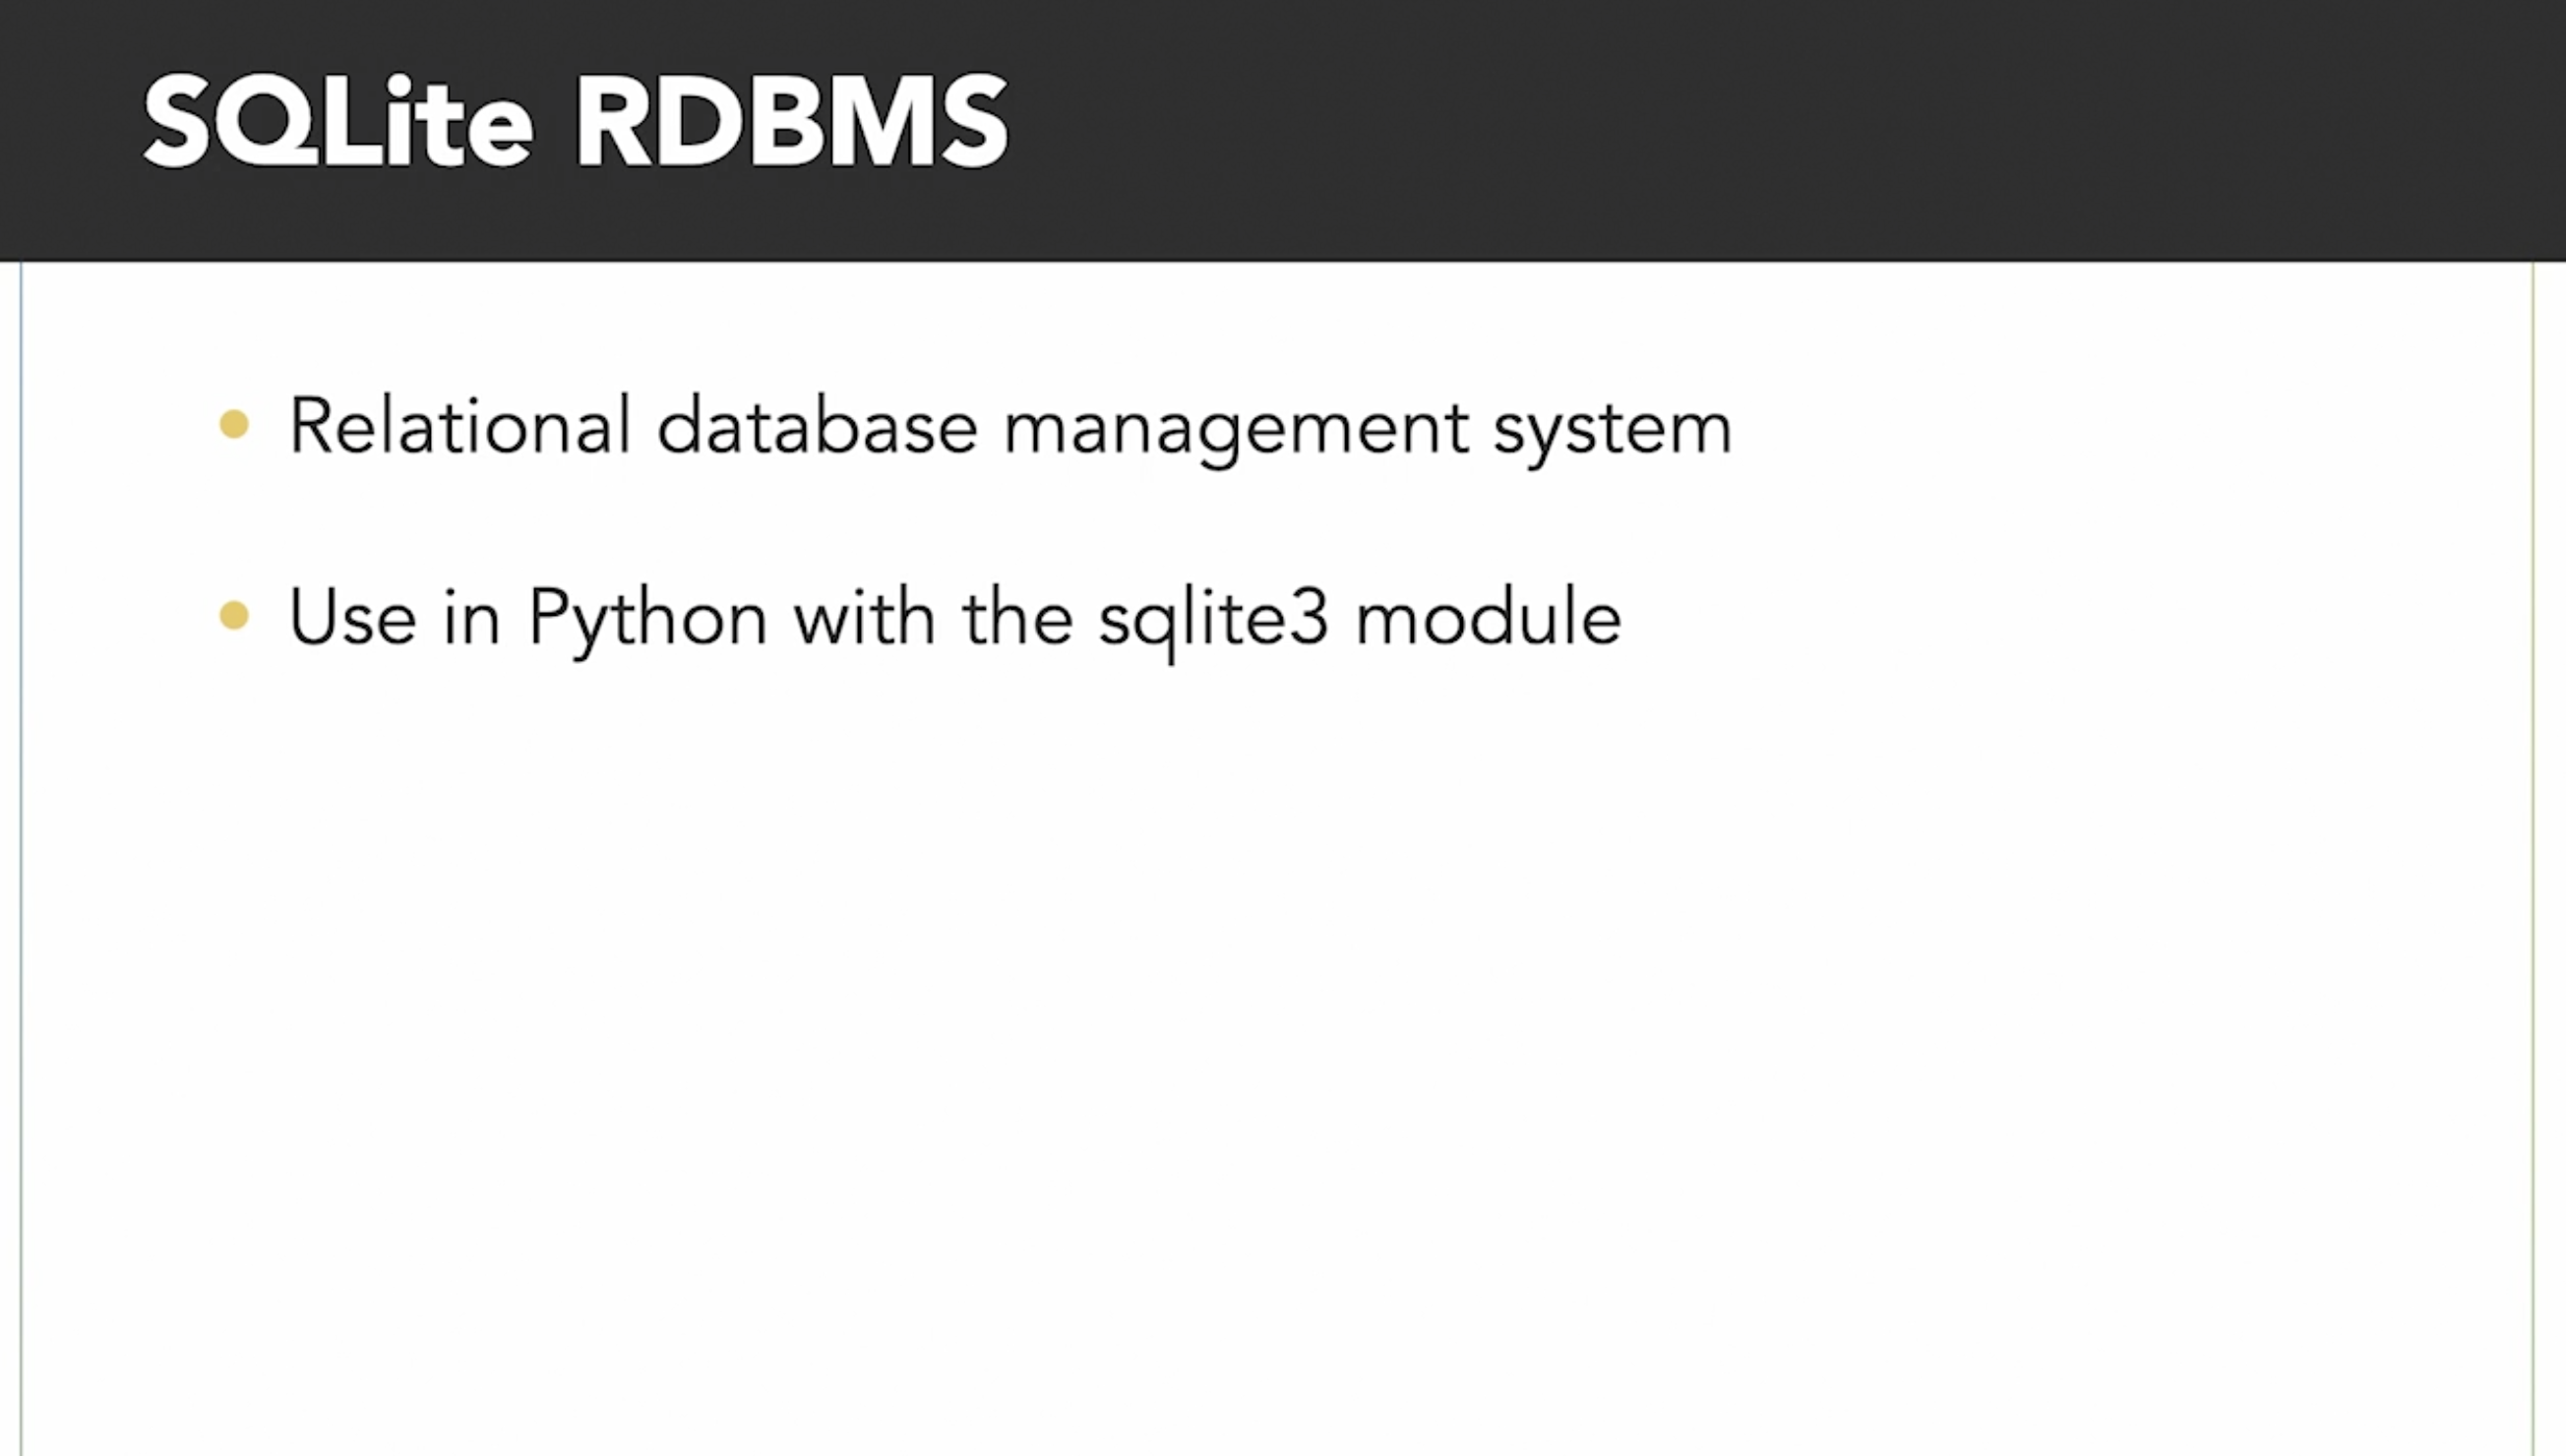 SQLite RDBMS
Relational database management system
Use in Python with the sqlite3 module